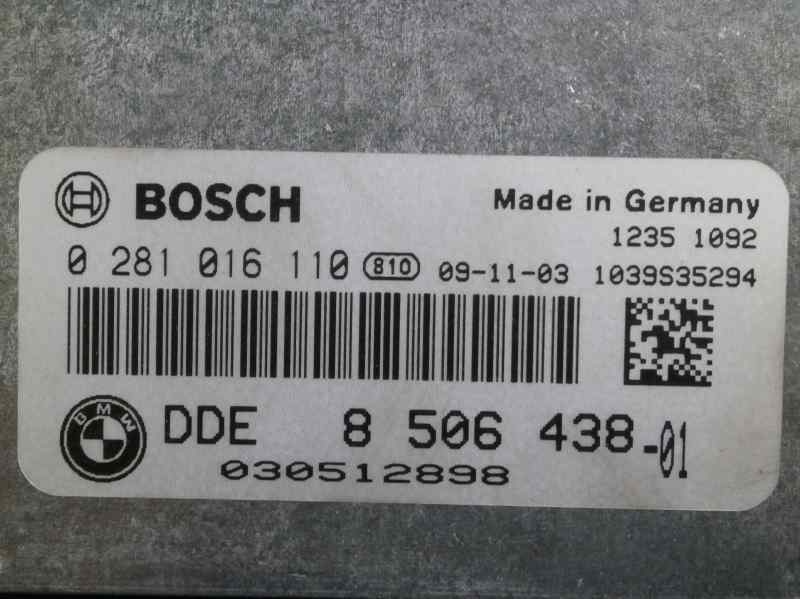 BOSCH Made in Germany
1235 1092
0 281 016 110 810 09-11-03 1039S35294
BMW DDE 8 506 438-01
030512898